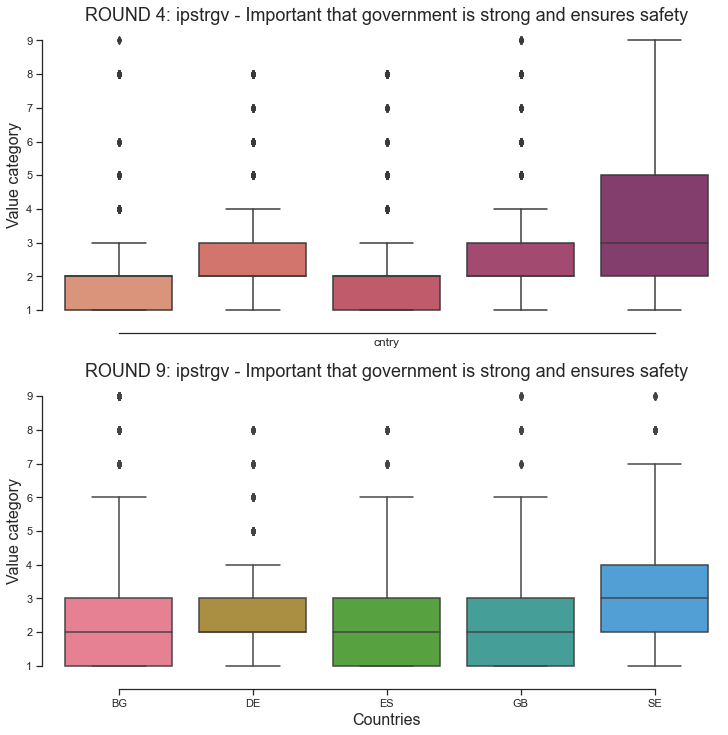 ROUND 4: ipstrgv - Important that government is strong and ensures safety
9
8
7
6
5
4
3
2
1
Value category
cntry
ROUND 9: ipstrgv - Important that government is strong and ensures safety
9
8
7
6
5
4
3
2
1
Value category
BG DE ES GB SE
Countries